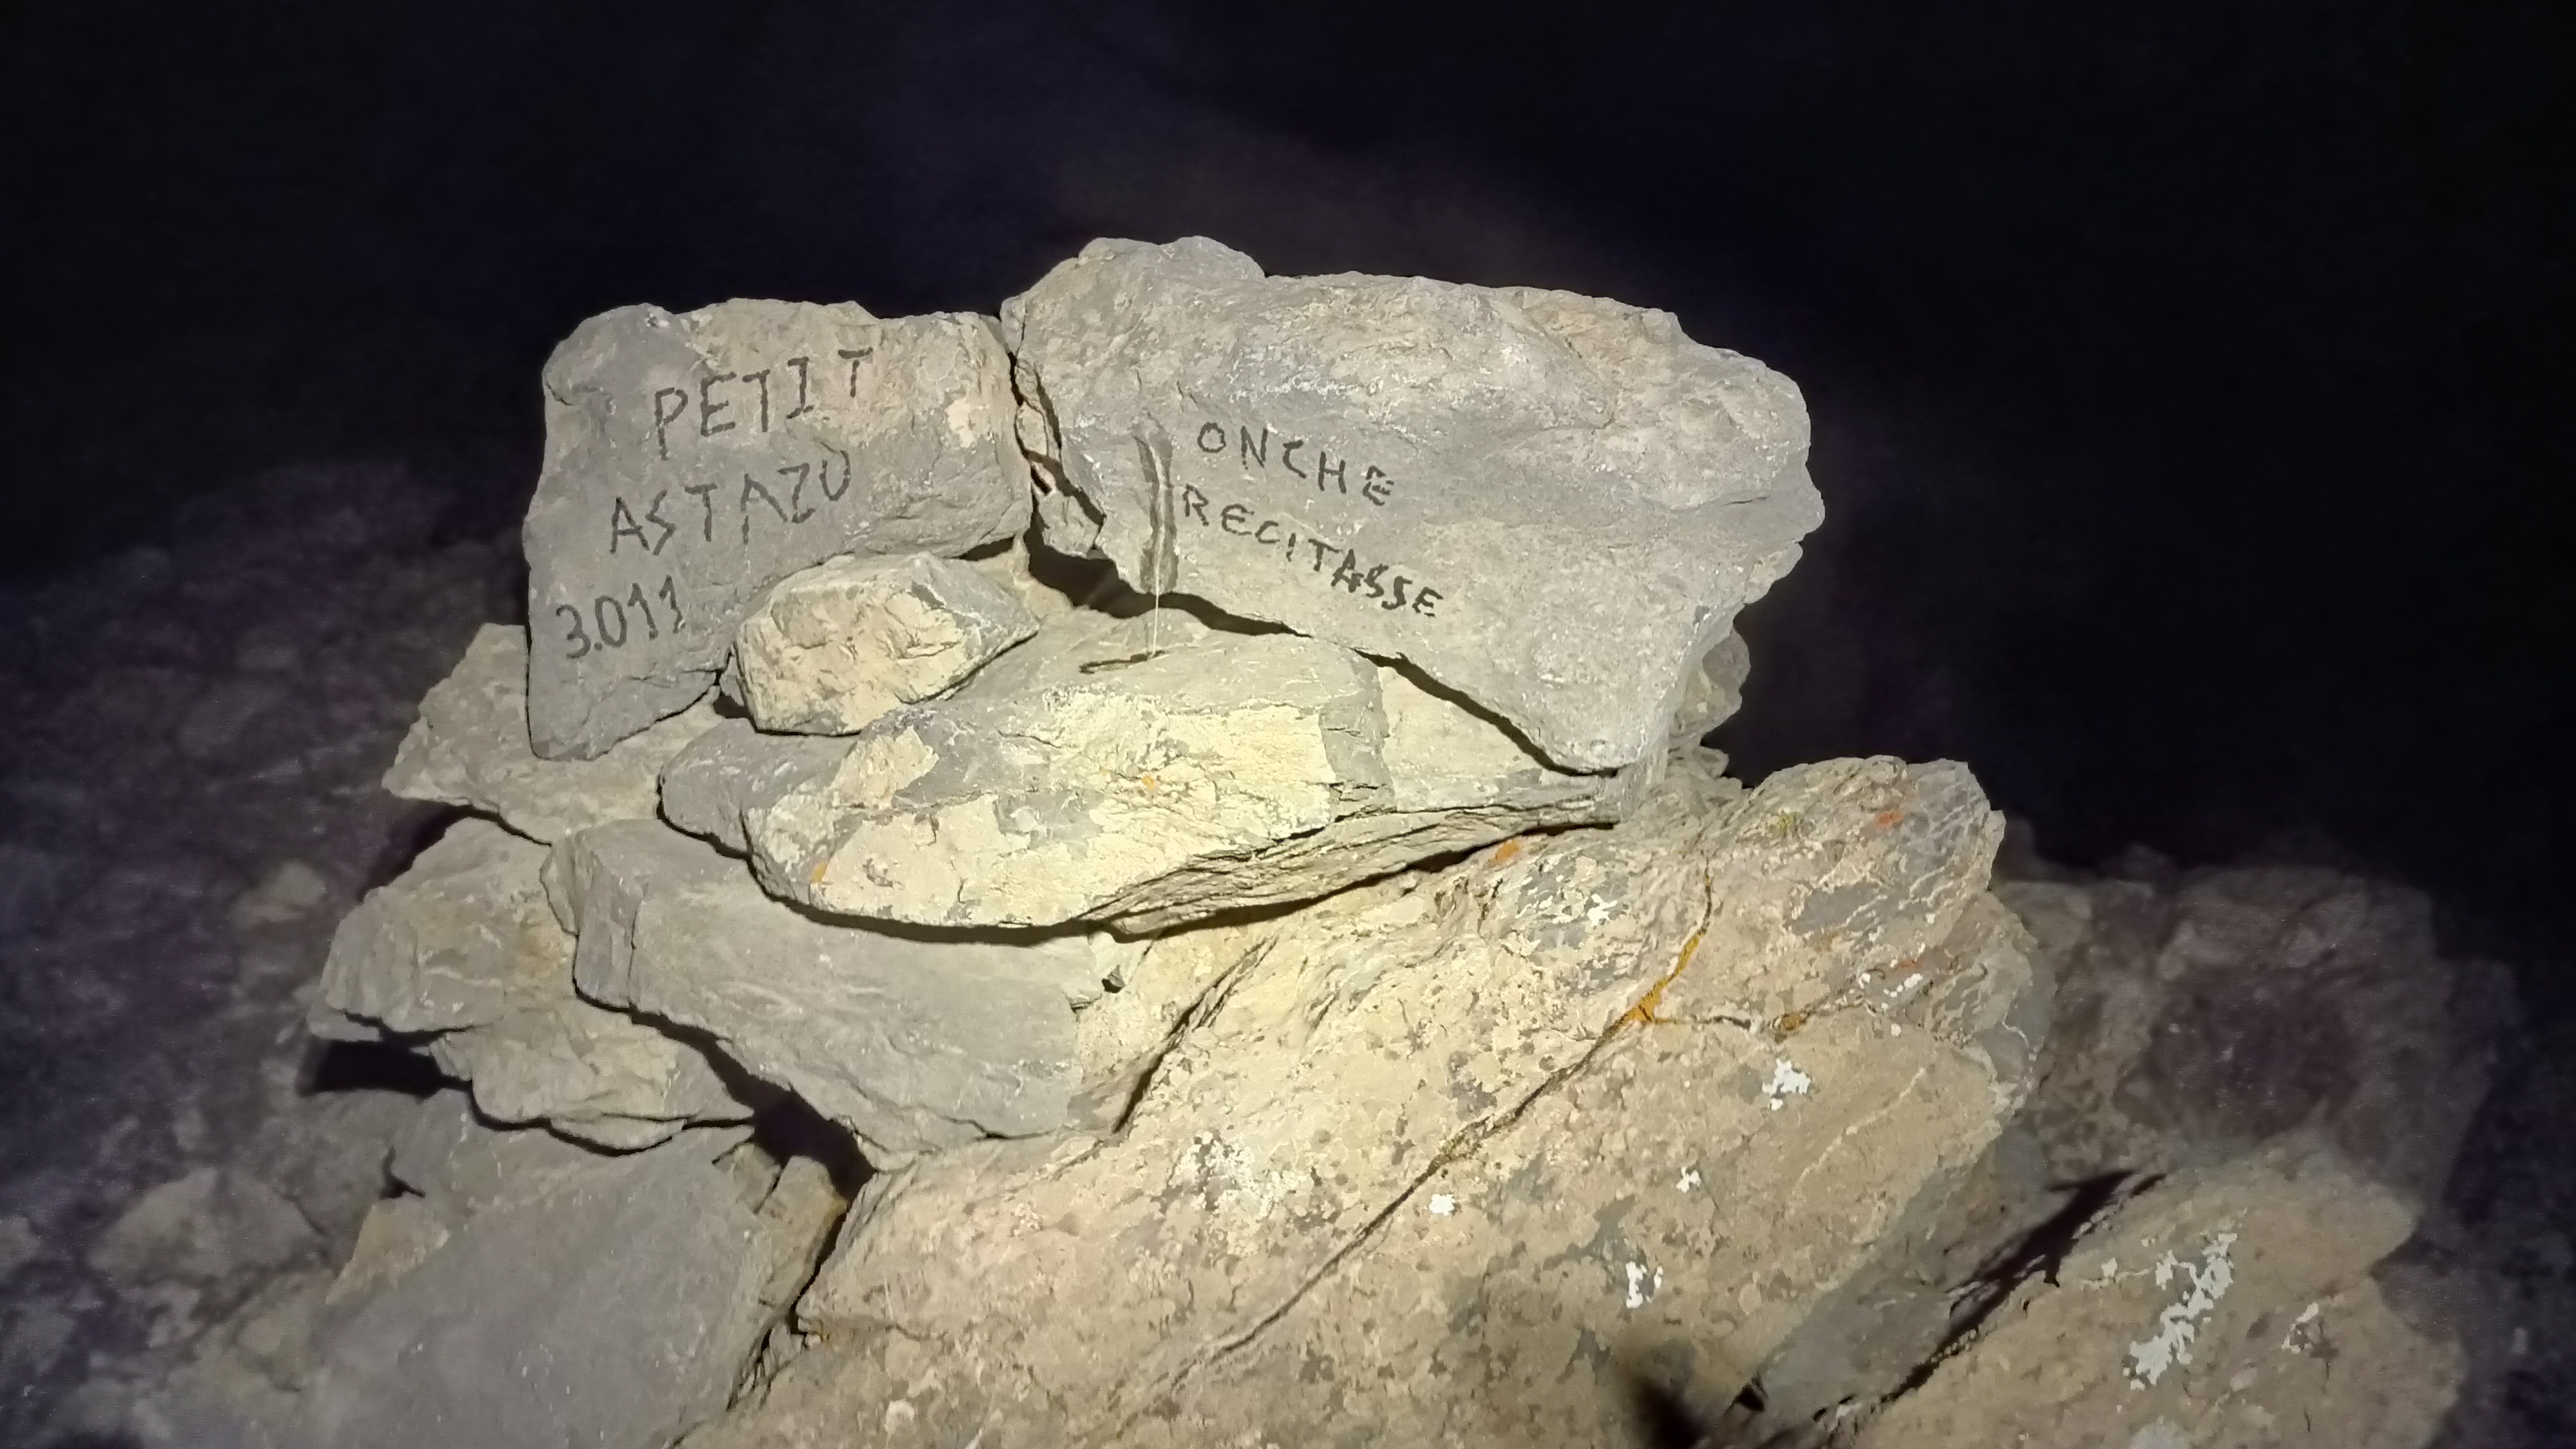 PETIT
ASTAZU
3.011
ONCHE
RECITASSE